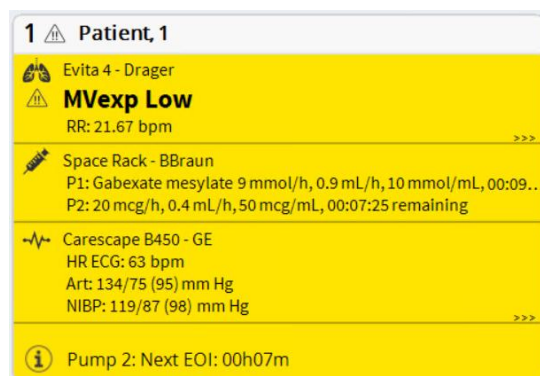 1 Patient, 1
Evita 4 - Drager
MVexp Low
RR: 21.67 bpm
>>>
Space Rack - BBraun
P1: Gabexate mesylate 9 mmol/h, 0.9 mL/h, 10 mmol/mL, 00:09..
P2: 20 mcg/h, 0.4 mL/h, 50 mcg/mL, 00:07:25 remaining
Carescape B450 - GE
HR ECG: 63 bpm
Art: 134/75 (95) mm Hg
NIBP: 119/87 (98) mm Hg
>>>
Pump 2: Next EOI: 00h07m